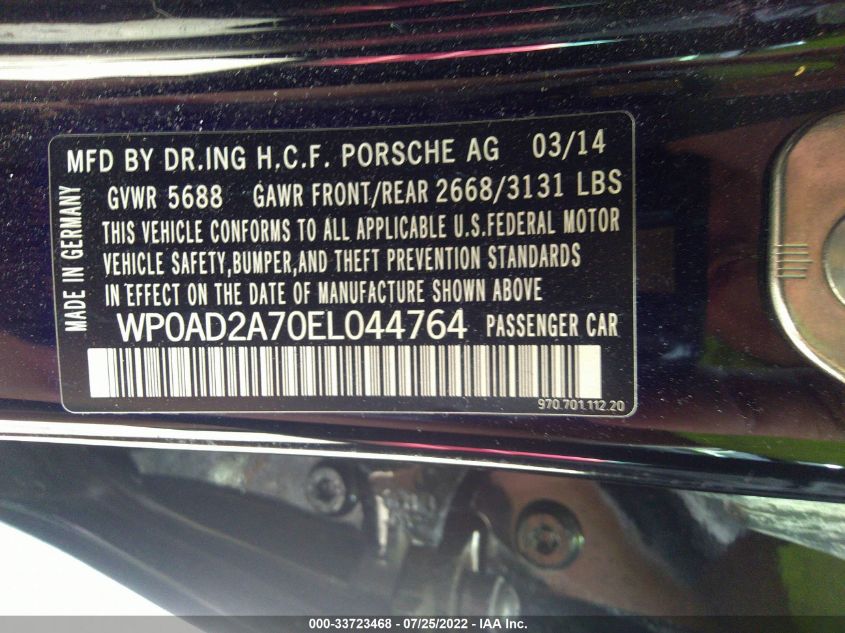 MFD BY DR.ING H.C.F. PORSCHE AG 03/14
GVWR 5688 GAWR FRONT/REAR 2668/3131 LBS
THIS VEHICLE CONFORMS TO ALL APPLICABLE U.S.FEDERAL MOTOR
VEHICLE SAFETY,BUMPER,AND THEFT PREVENTION STANDARDS
IN EFFECT ON THE DATE OF MANUFACTURE SHOWN ABOVE
WP0AD2A70EL044764 PASSENGER CAR
970.701.112.20
MADE IN GERMANY
000-33723468 / 07/25/2022 - IAA Inc.